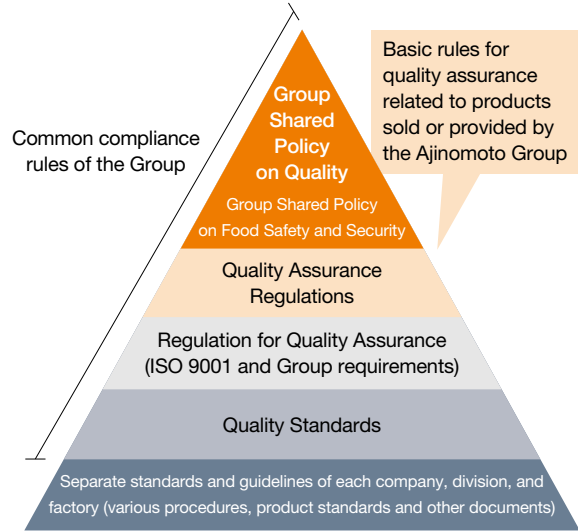 Basic rules for
quality assurance
related to products
sold or provided by
the Ajinomoto Group
Common compliance
rules of the Group
Group
Shared
Policy
on Quality
Group Shared Policy
on Food Safety and Security
Quality Assurance
Regulations
Regulation for Quality Assurance
(ISO 9001 and Group requirements)
Quality Standards
Separate standards and guidelines of each company, division, and
factory (various procedures, product standards and other documents)